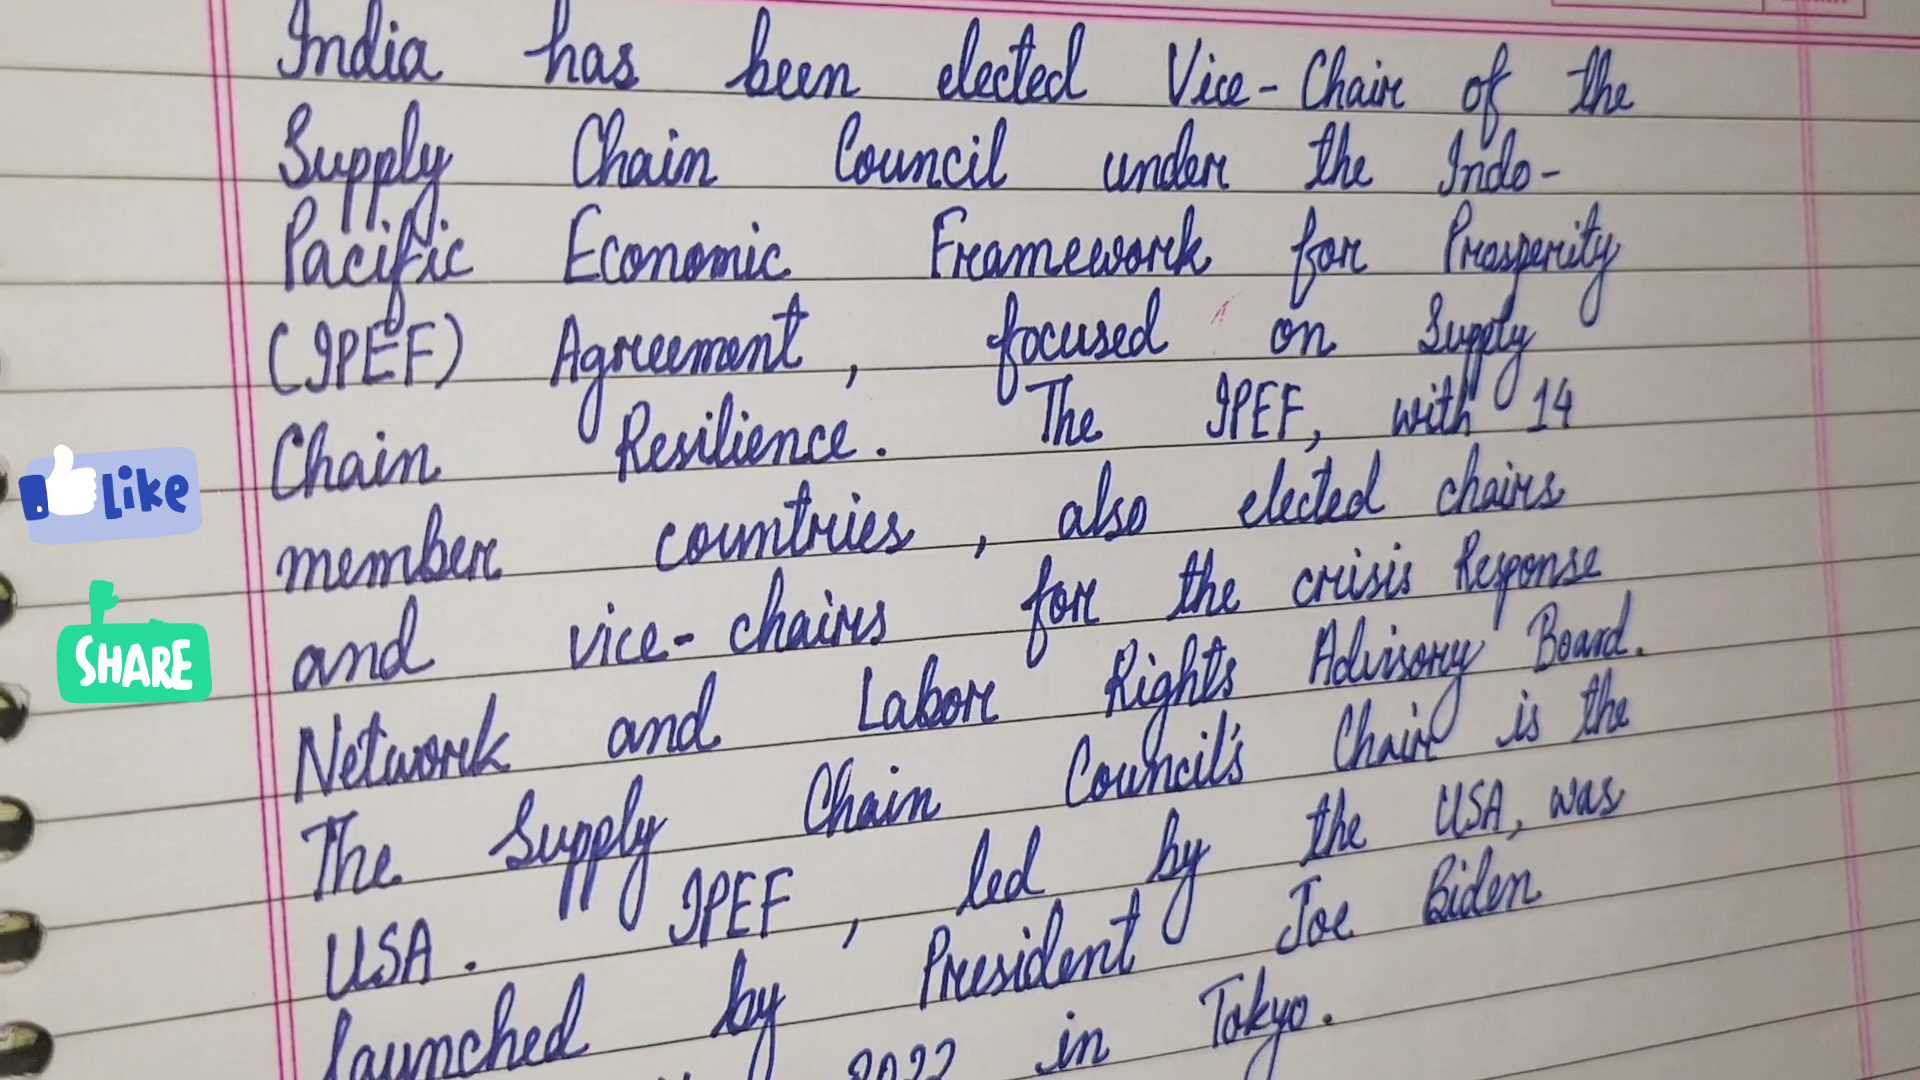 India has been elected Vice-Chair of the
Supply Chain Council under the Indo-
Pacific Economic Framework for Prosperity
(IPEF) Agreement, focused on Supply
Chain Resilience. The IPEF, with 14
member countries, also elected chairs
and vice-chairs for the crisis Response
Network and Labor Rights Advisory Board.
The Supply Chain Council's Chair is the
USA. IPEF, led by the USA, was
launched by President Joe Biden
2022 in Tokyo.
Like
SHARE